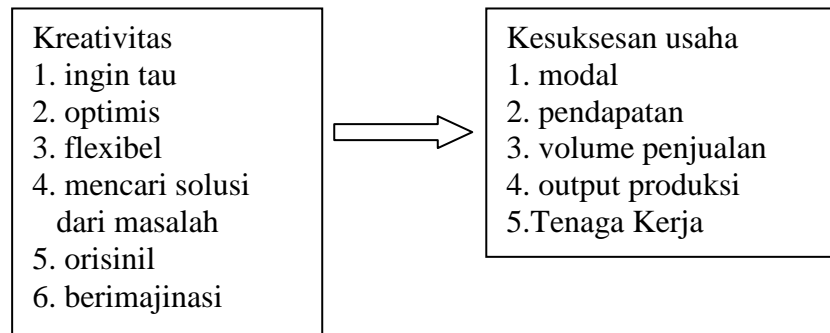 Kreativitas
1. ingin tau
2. optimis
3. flexibel
4. mencari solusi
dari masalah
5. orisinil
6. berimajinasi
Kesuksesan usaha
1. modal
2. pendapatan
3. volume penjualan
4. output produksi
5.Tenaga Kerja